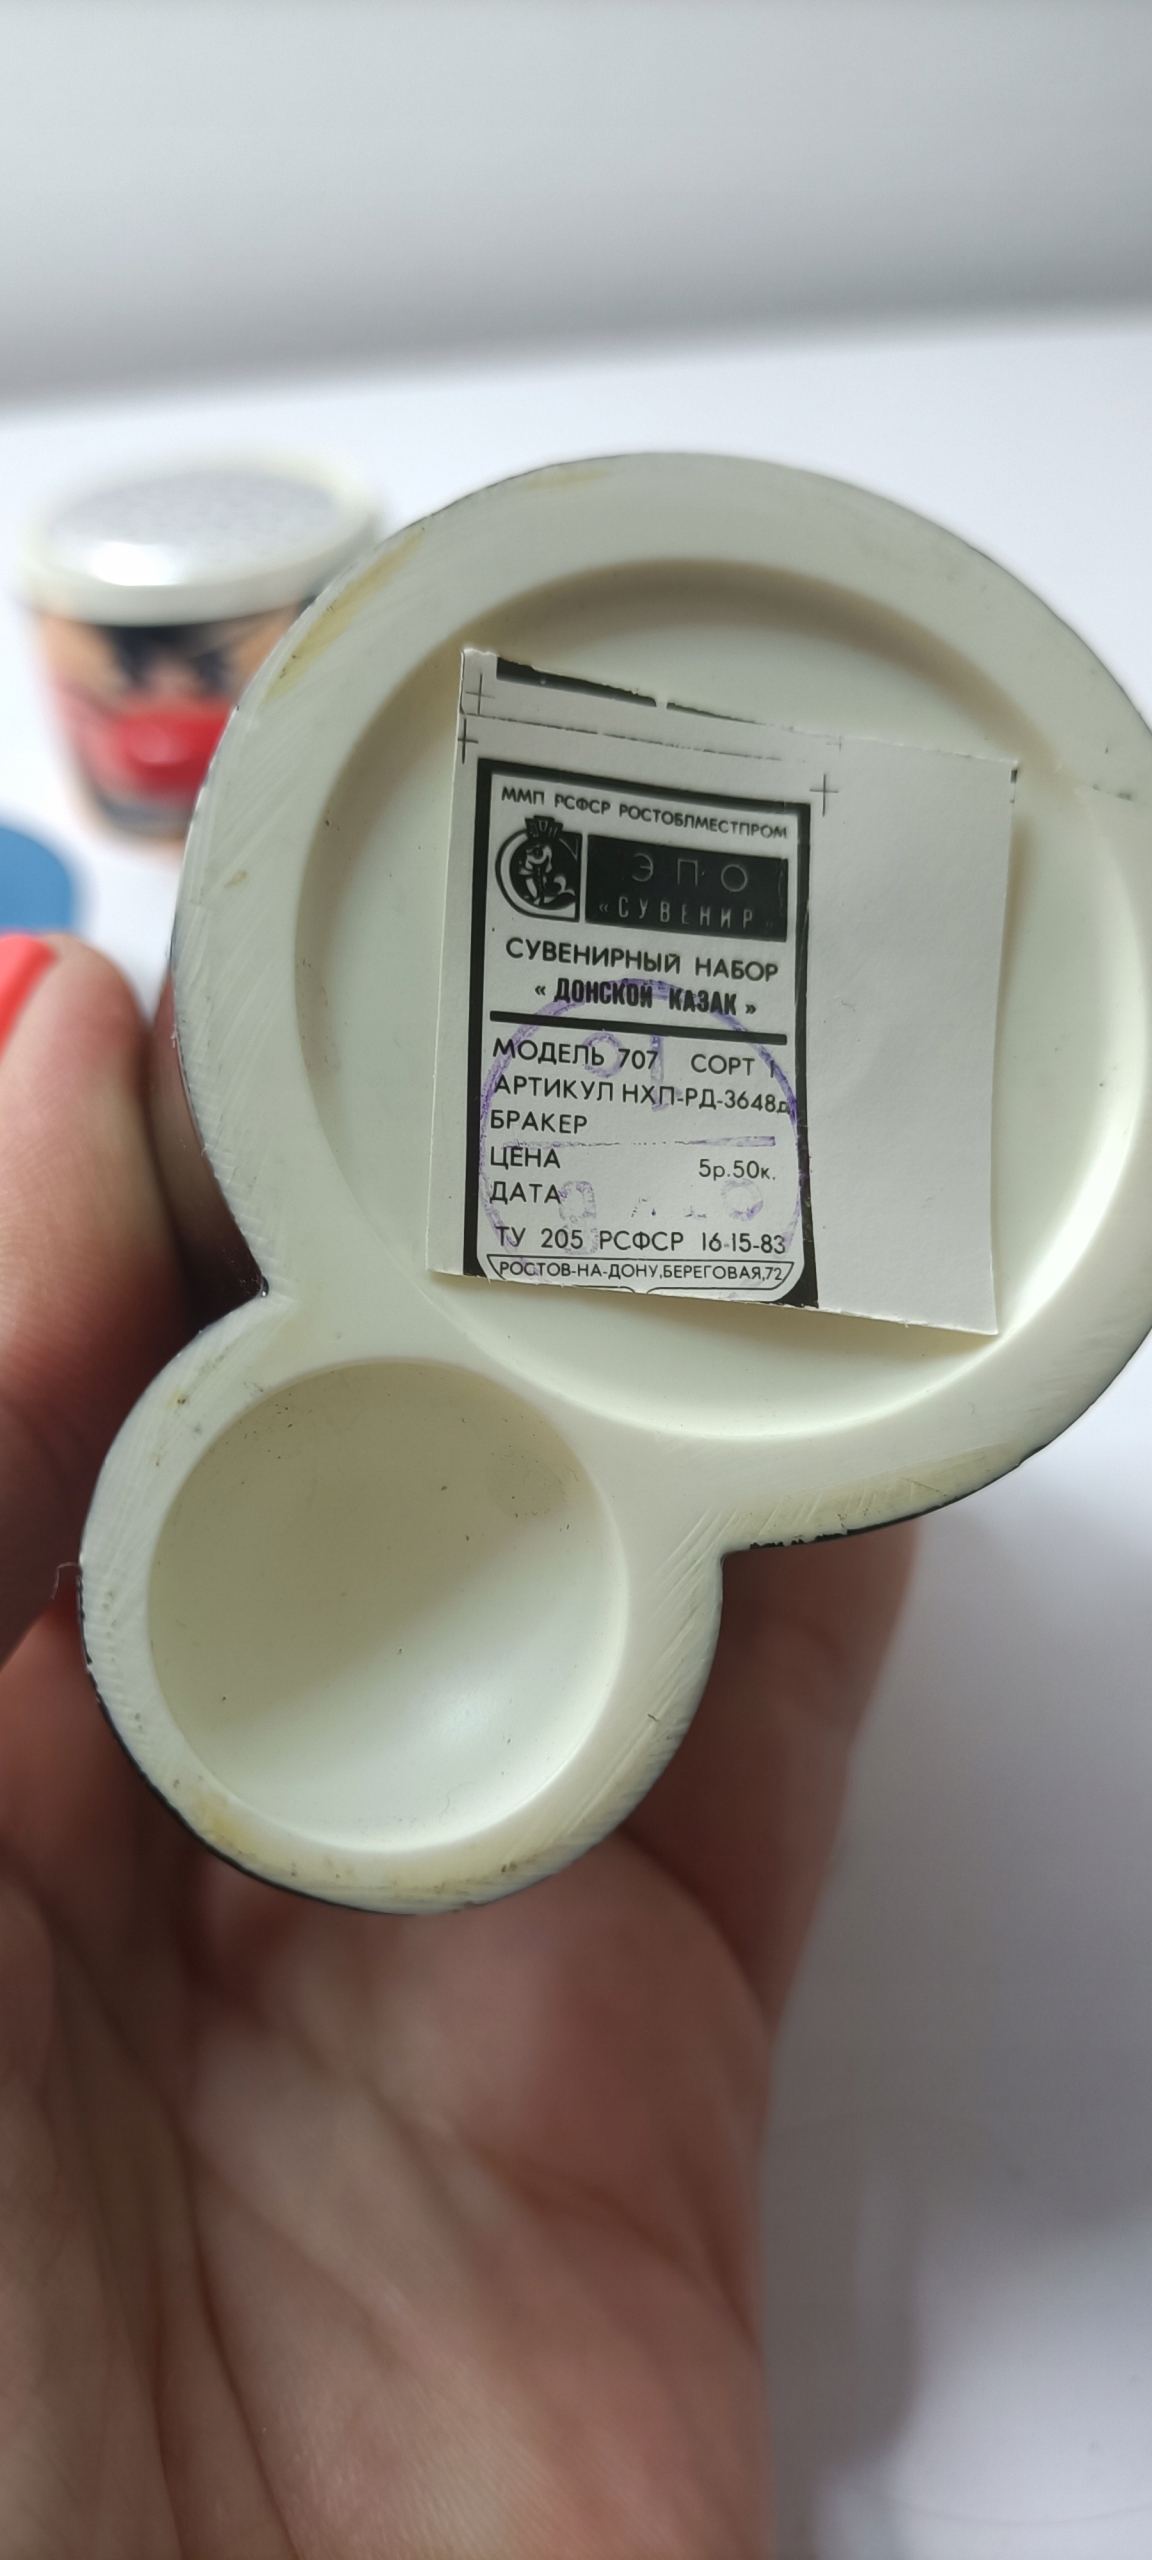 ММП РСФСР РОСТОБЛМЕСТПРОМ
ЭПО
«СУВЕНИР»
СУВЕНИРНЫЙ НАБОР
« ДОНСКОЙ КАЗАК »
МОДЕЛЬ 707 СОРТ 1
АРТИКУЛ НХП-РД-3648д
БРАКЕР
ЦЕНА 5р.50к.
ДАТА
ТУ 205 РСФСР 16-15-83
РОСТОВ-НА-ДОНУ,БЕРЕГОВАЯ,72